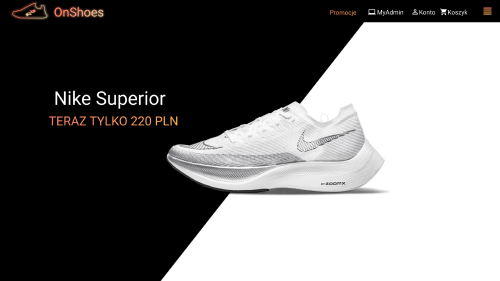 OnShoes
Promocje MyAdmin Konto Koszyk
Nike Superior
TERAZ TYLKO 220 PLN